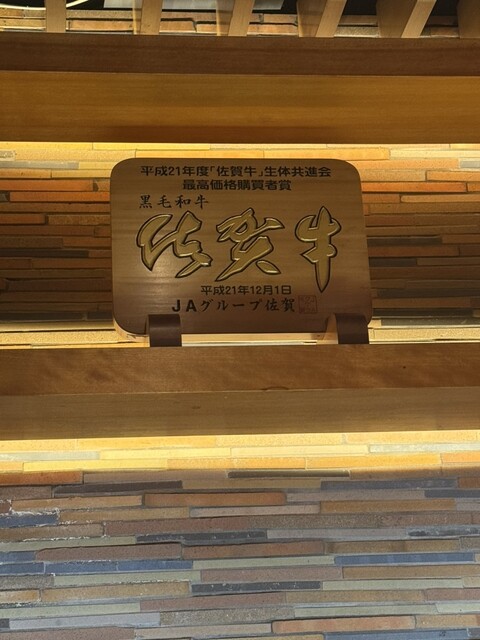 平成21年度「佐賀牛」生体共進会
最高価格購買者賞
黒毛和牛
佐賀牛
平成21年12月1日
JAグループ佐賀